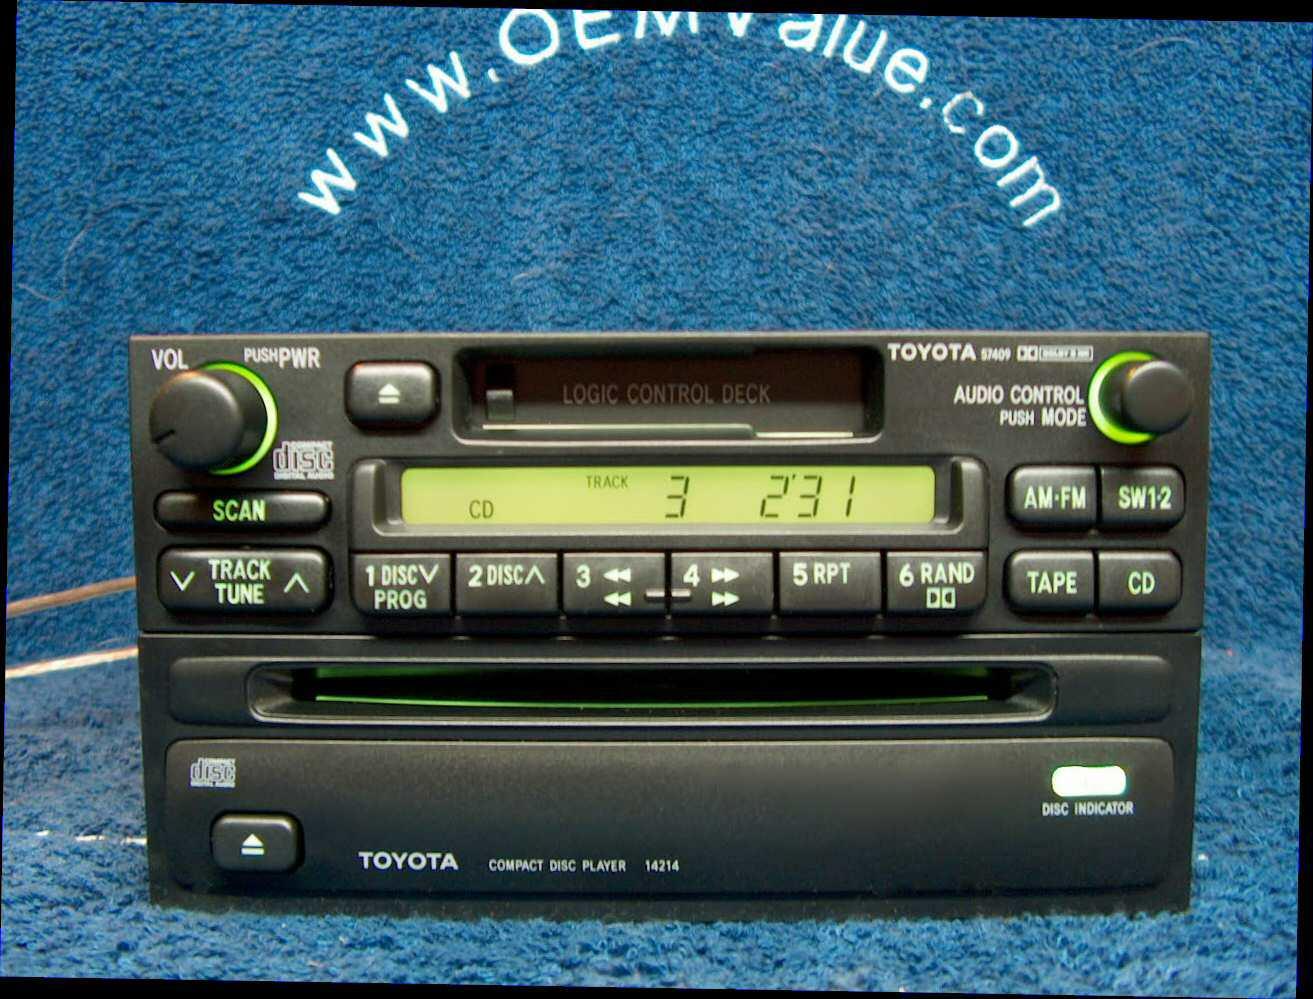 www.OEMValue.com
VOL
PUSH PWR
LOGIC CONTROL DECK
TOYOTA 57409 DOLBY B NR
AUDIO CONTROL
PUSH MODE
COMPACT
disc
DIGITAL AUDIO
SCAN
TRACK
CD
3
2'31
AM·FM
SW1·2
TRACK
TUNE
1 DISC
PROG
2 DISC
3
4
5 RPT
6 RAND
TAPE
CD
COMPACT
disc
DIGITAL AUDIO
DISC INDICATOR
TOYOTA COMPACT DISC PLAYER 14214